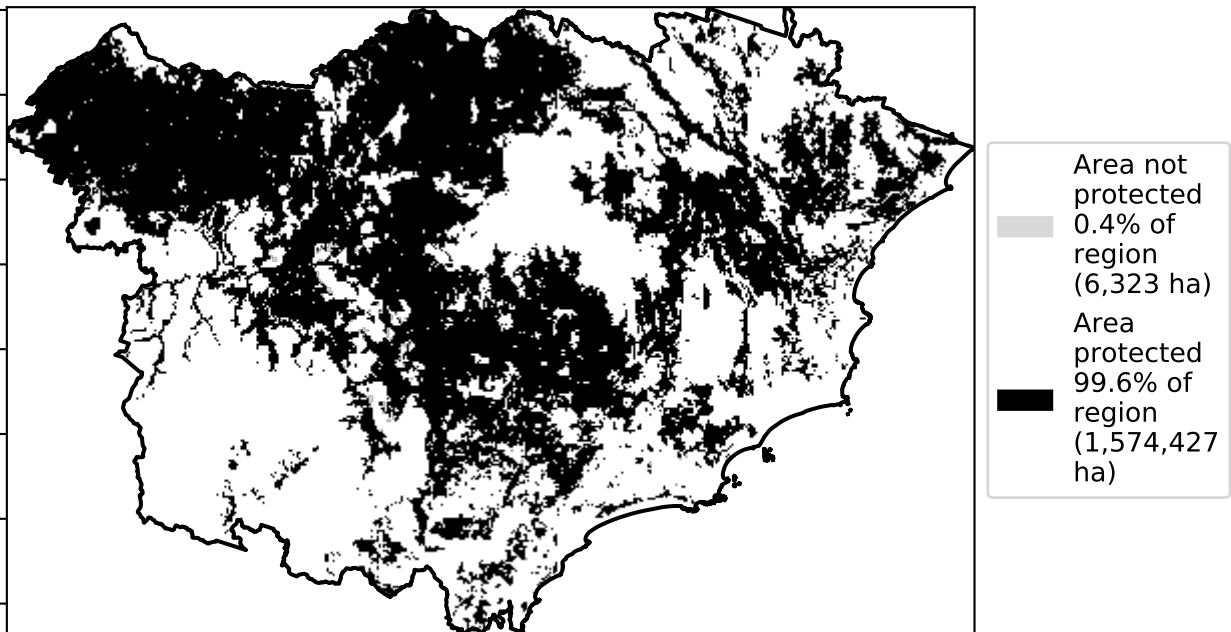 Area not
protected
0.4% of
region
(6,323 ha)
Area
protected
99.6% of
region
(1,574,427
ha)